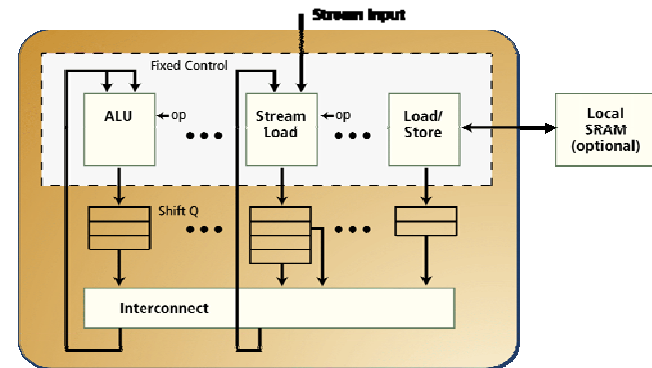 Stream Input
Fixed Control
ALU
op
Stream
Load
op
Load/
Store
Local
SRAM
(optional)
Shift Q
Interconnect